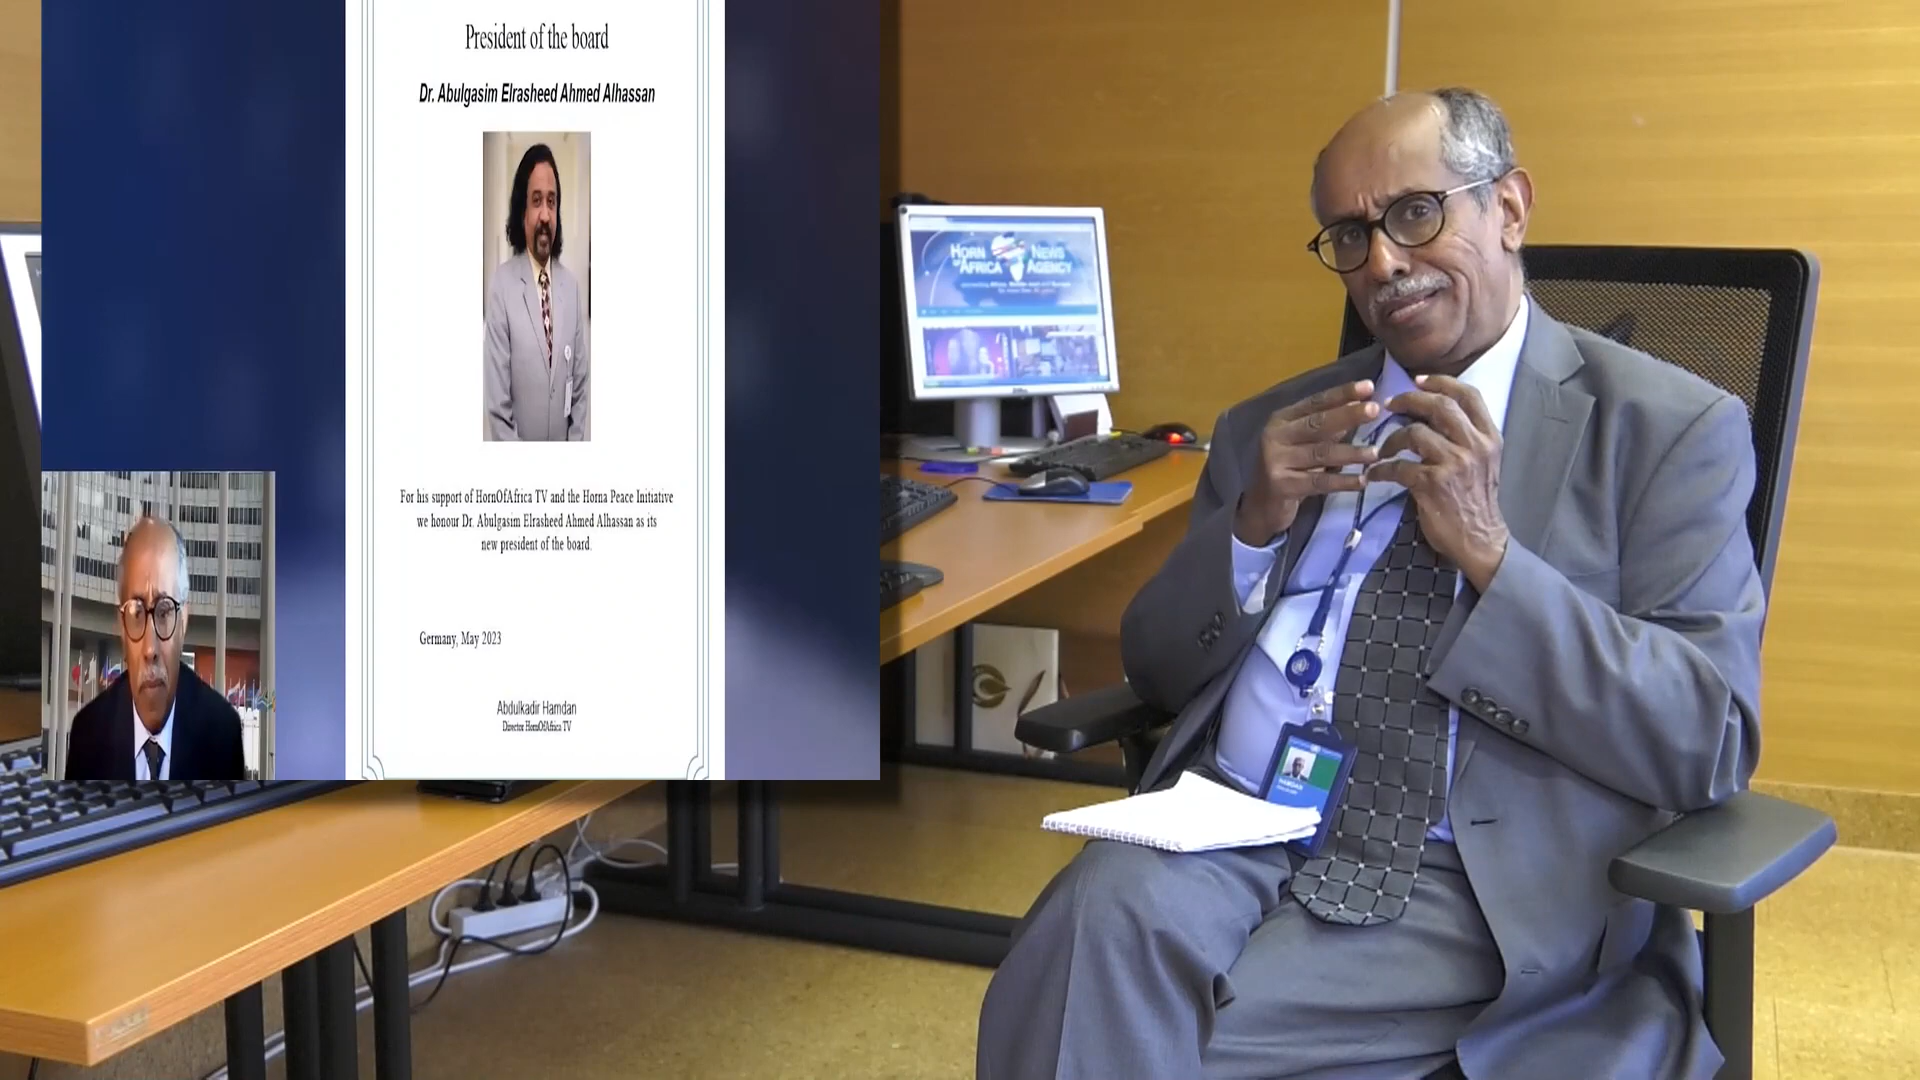 President of the board
Dr. Abulgasim Elrasheed Ahmed Alhassan
For his support of HornOfAfrica TV and the Horna Peace Initiative
we honour Dr. Abulgasim Elrasheed Ahmed Alhassan as its
new president of the board.
Germany, May 2023
Abdulkadir Hamdan
Director HornOfAfrica TV
HORN NEWS
OF AFRICA AGENCY
HAMDAN